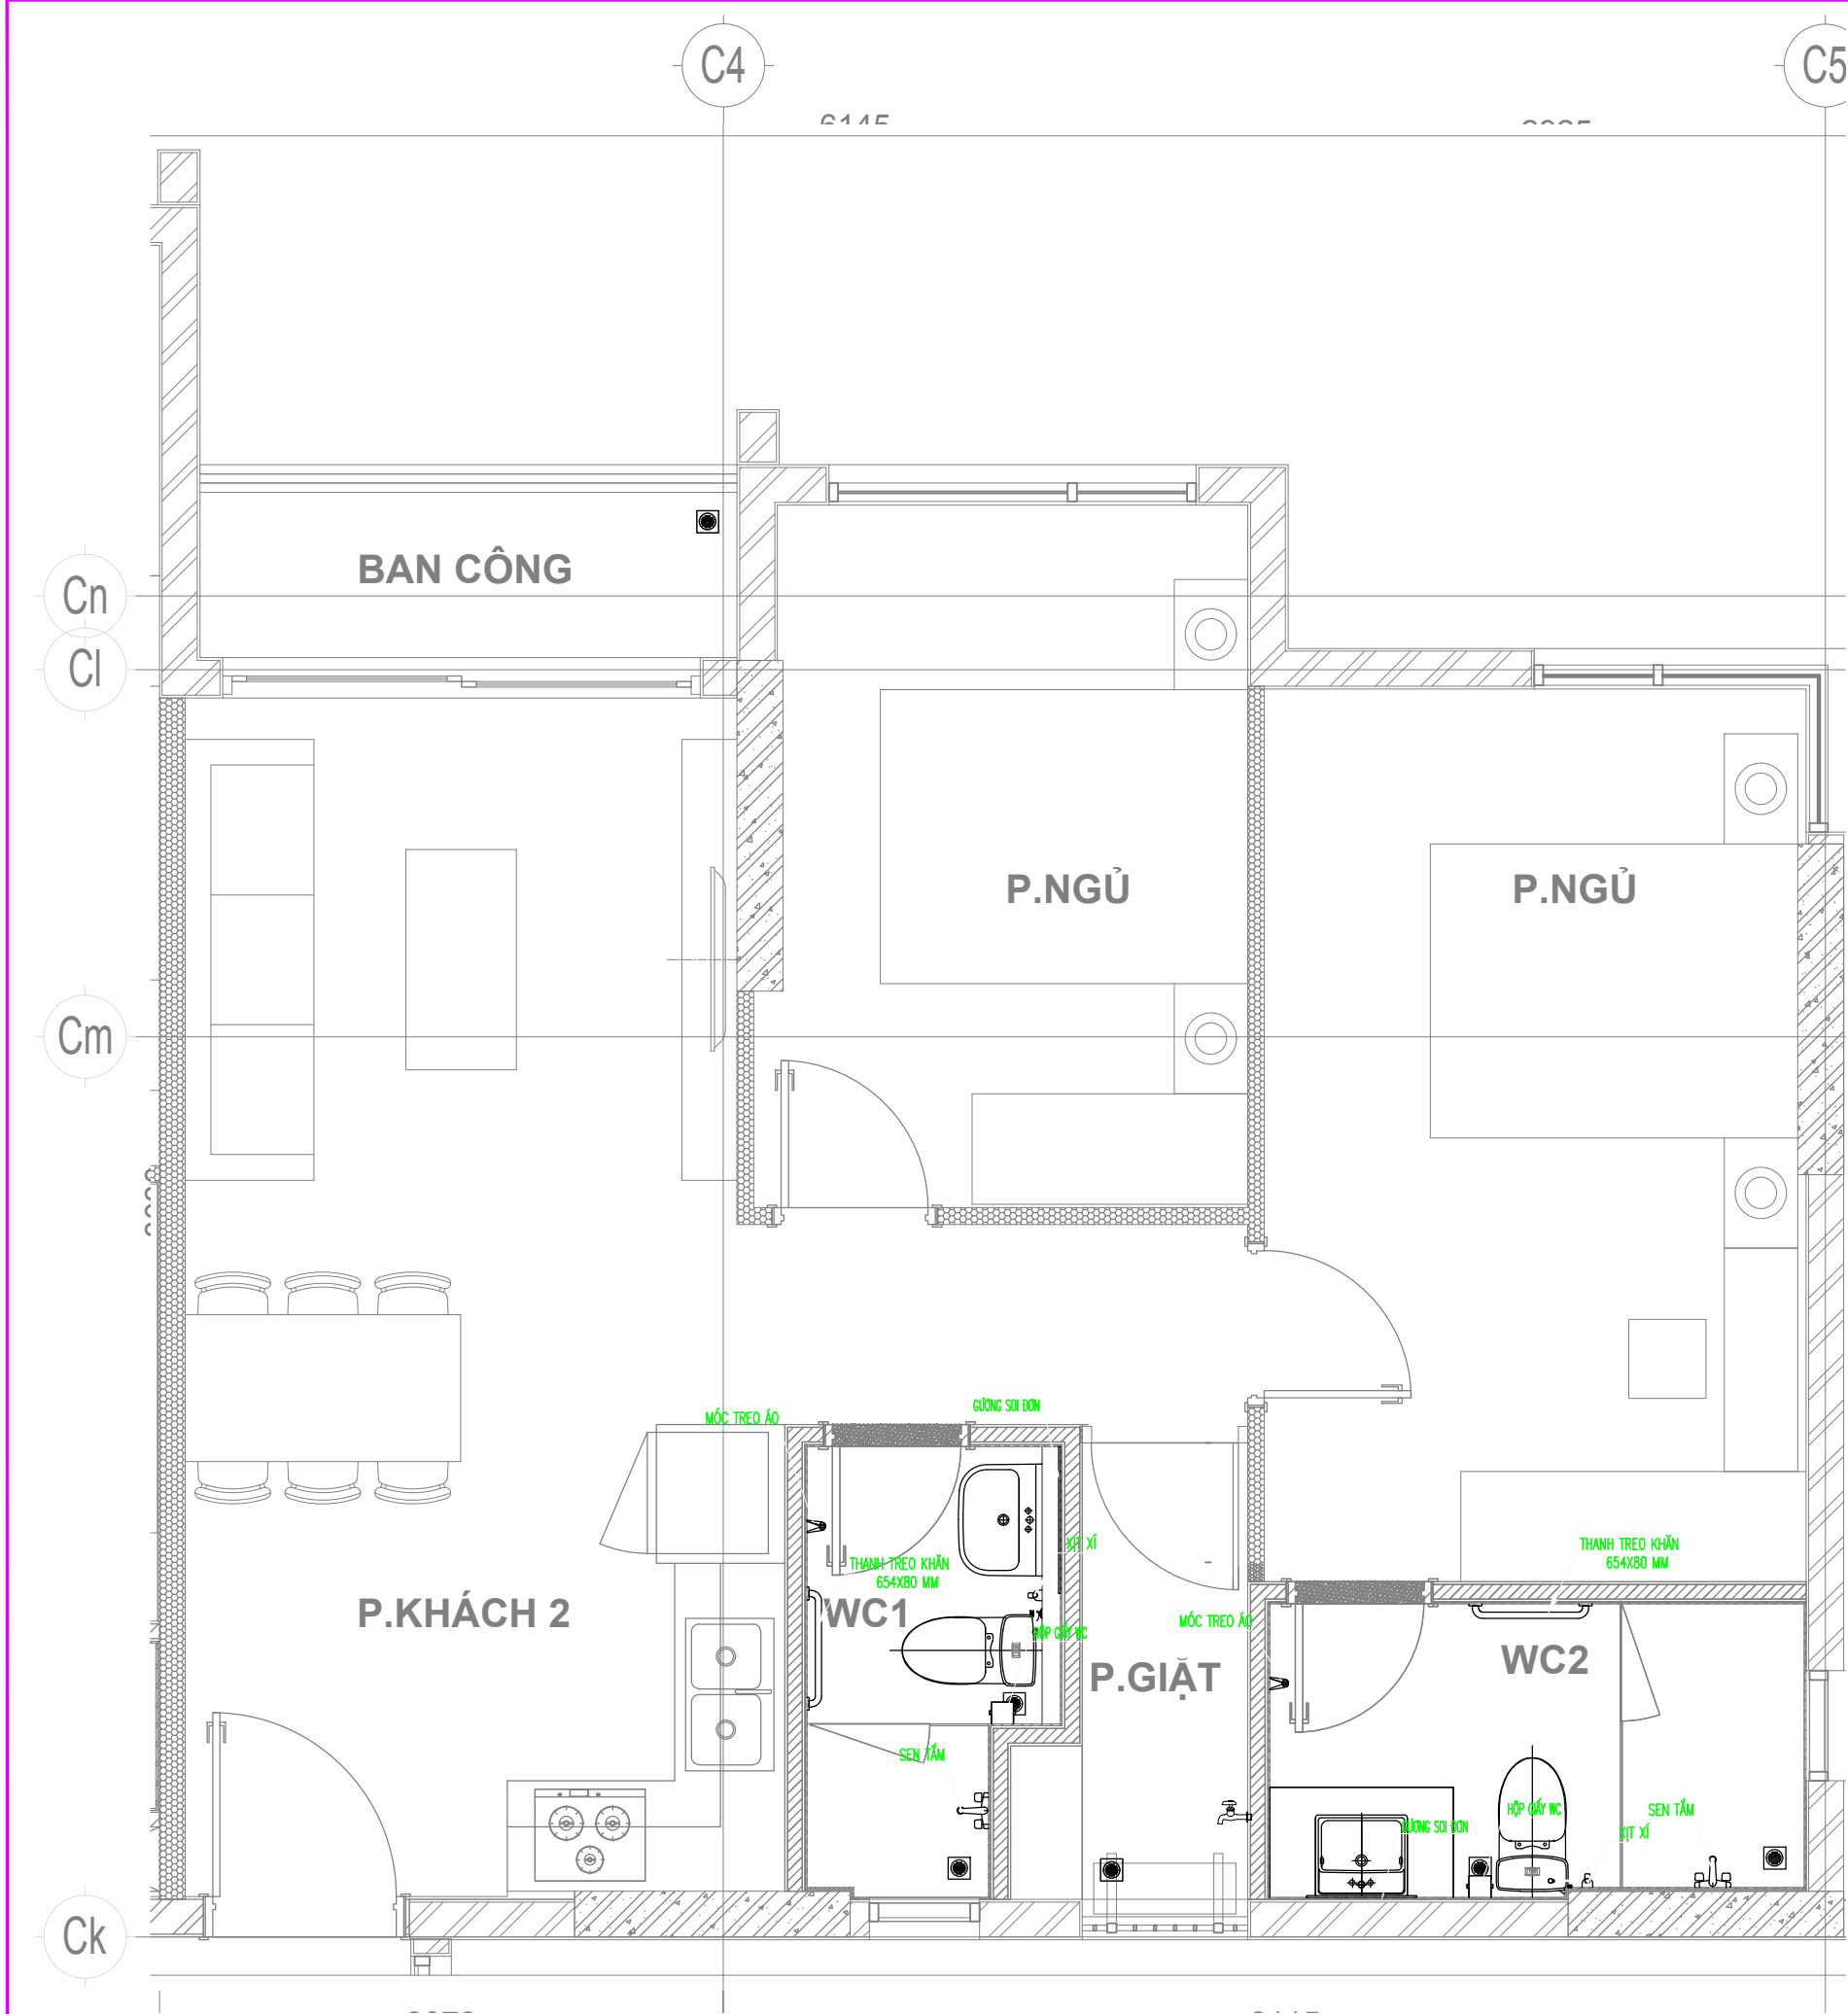 C4
C5
6145
Cn
BAN CÔNG
Cl
P.NGỦ
P.NGỦ
Cm
GƯƠNG SOI ĐƠN
MÓC TREO ÁO
XỊT XÍ
THANH TREO KHĂN
654X80 MM
THANH TREO KHĂN
654X80 MM
P.KHÁCH 2
WC1
MÓC TREO ÁO
HỘP GIẤY WC
WC2
P.GIẶT
SEN TẮM
HỘP GIẤY WC
SEN TẮM
GƯƠNG SOI ĐƠN
XỊT XÍ
Ck